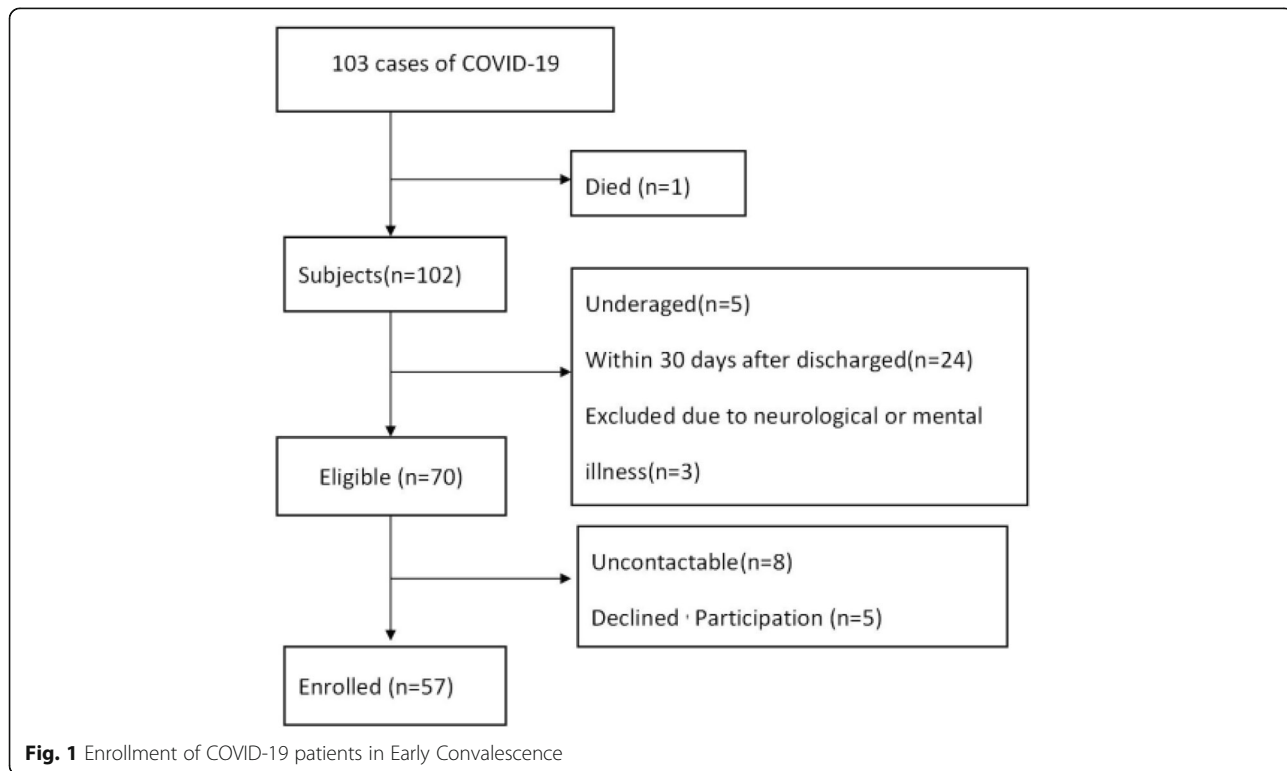 103 cases of COVID-19
Died (n=1)
Subjects(n=102)
Underaged(n=5)
Within 30 days after discharged(n=24)
Excluded due to neurological or mental
illness(n=3)
Eligible (n=70)
Uncontactable(n=8)
Declined ' Participation (n=5)
Enrolled (n=57)
Fig. 1 Enrollment of COVID-19 patients in Early Convalescence